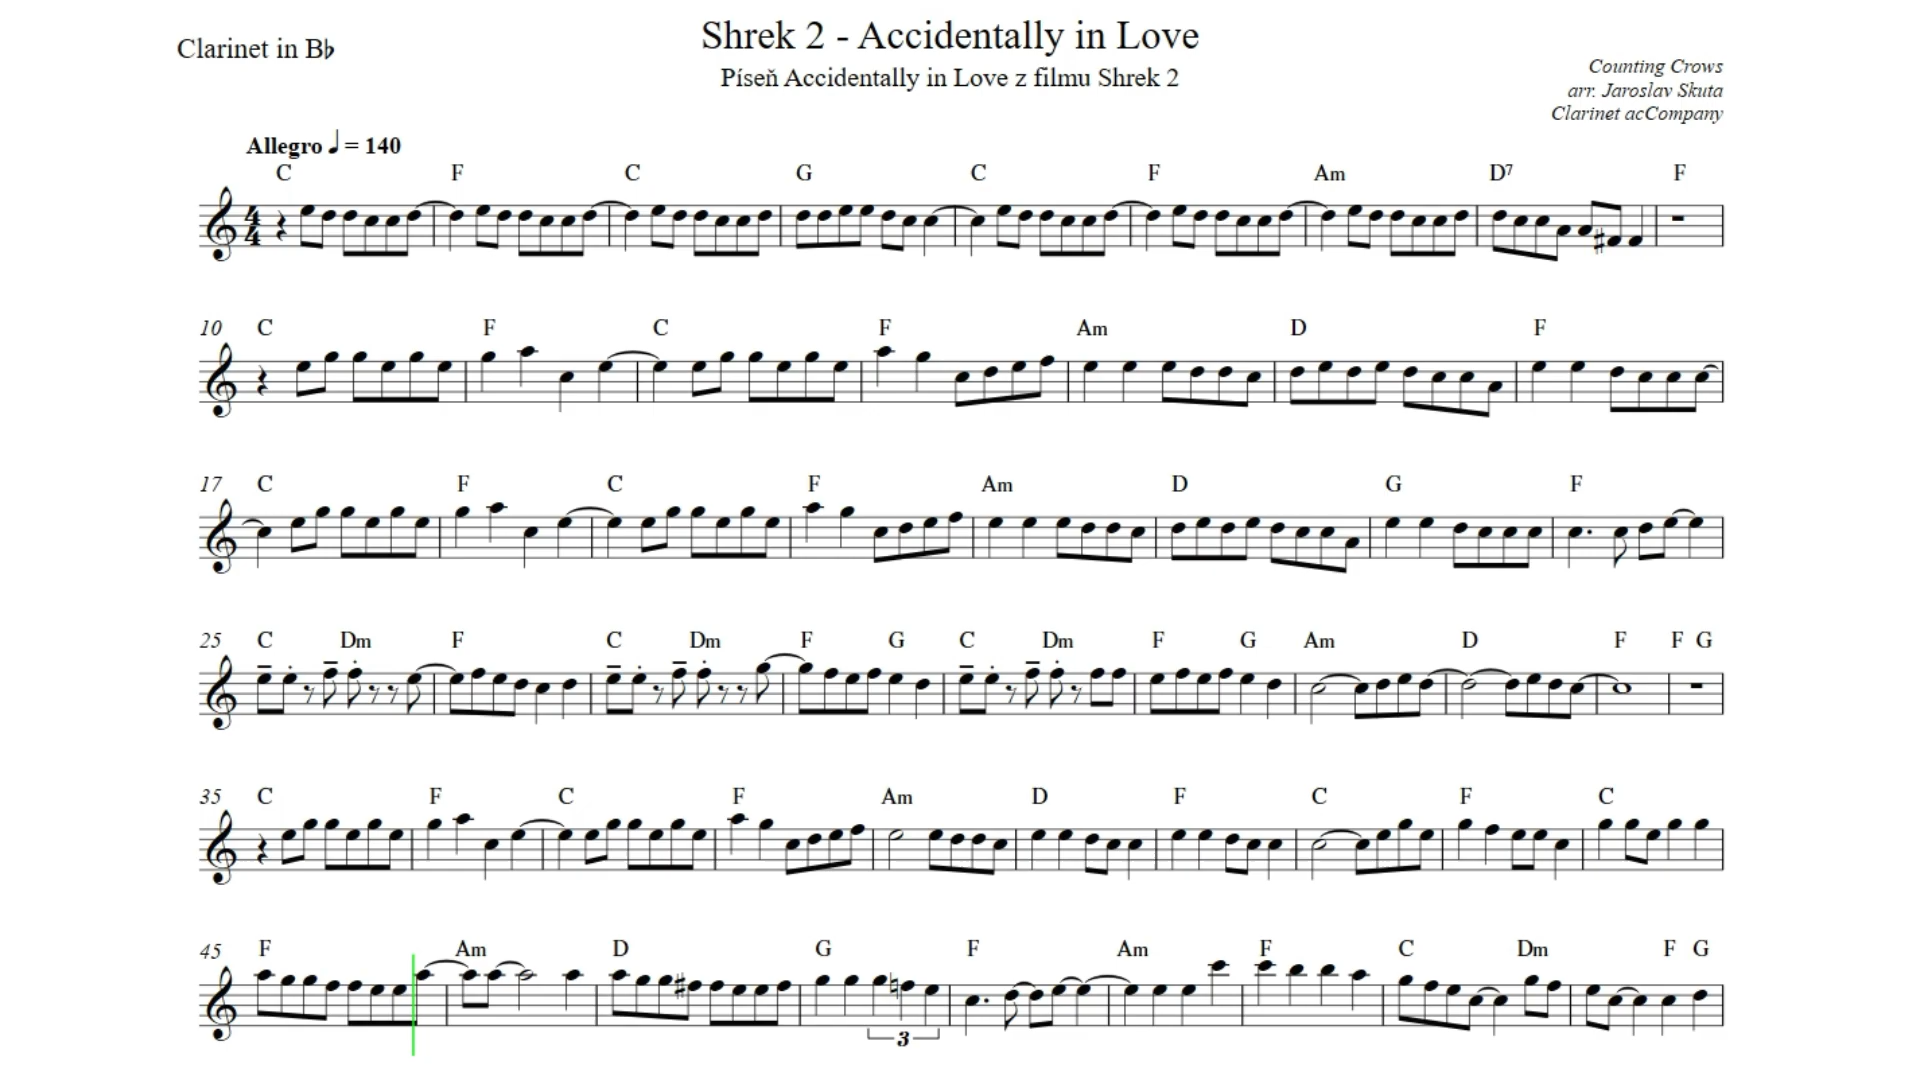 Shrek 2 - Accidentally in Love
Clarinet in B♭
Píseň Accidentally in Love z filmu Shrek 2
Counting Crows
arr. Jaroslav Skuta
Clarinet acCompany
Allegro ♩ = 140
C F C G C F Am D7 F
4
4
10 C F C F Am D F
17 C F C F Am D G F
25 C Dm F C Dm F G C Dm F G Am D F F G
35 C F C F Am D F C F C
45 F Am D G F Am F C Dm F G
3